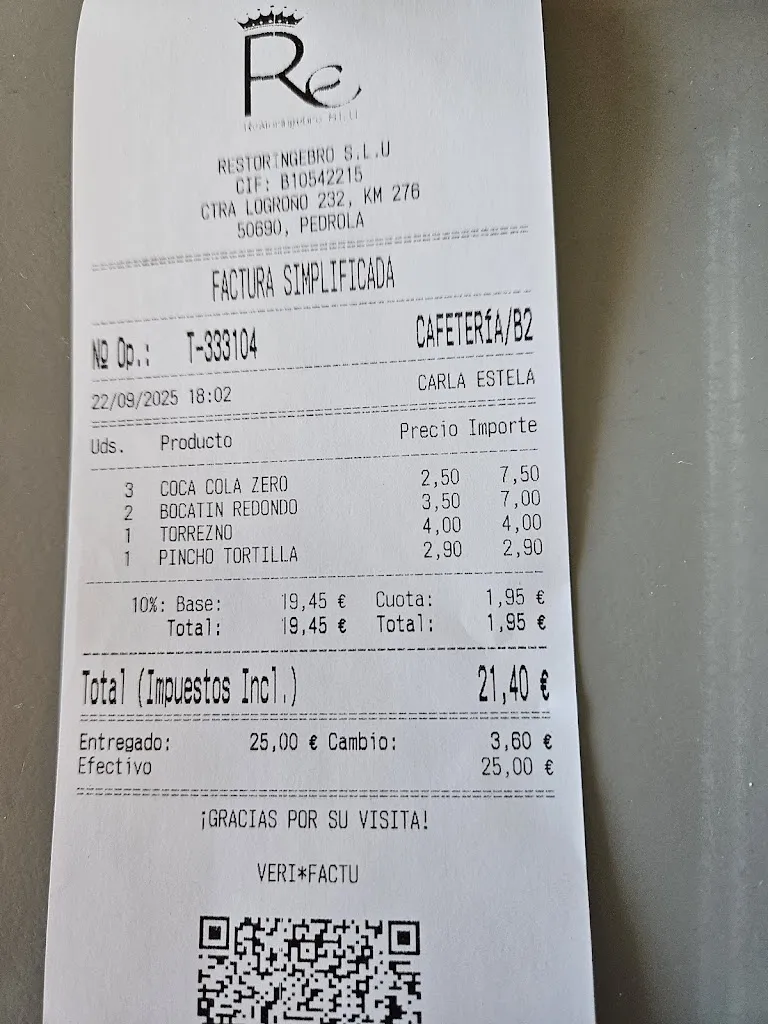 Re
Restoringebro S.L.U
RESTORINGEBRO S.L.U
CIF: B10542215
CTRA LOGROÑO 232, KM 276
50690, PEDROLA
FACTURA SIMPLIFICADA
Nº Op.: T-333104 CAFETERÍA/B2
22/09/2025 18:02 CARLA ESTELA
Uds. Producto Precio Importe
3 COCA COLA ZERO 2,50 7,50
2 BOCATIN REDONDO 3,50 7,00
1 TORREZNO 4,00 4,00
1 PINCHO TORTILLA 2,90 2,90
10%: Base: 19,45 € Cuota: 1,95 €
Total: 19,45 € Total: 1,95 €
Total (Impuestos Incl.) 21,40 €
Entregado: 25,00 € Cambio: 3,60 €
Efectivo 25,00 €
¡GRACIAS POR SU VISITA!
VERI*FACTU